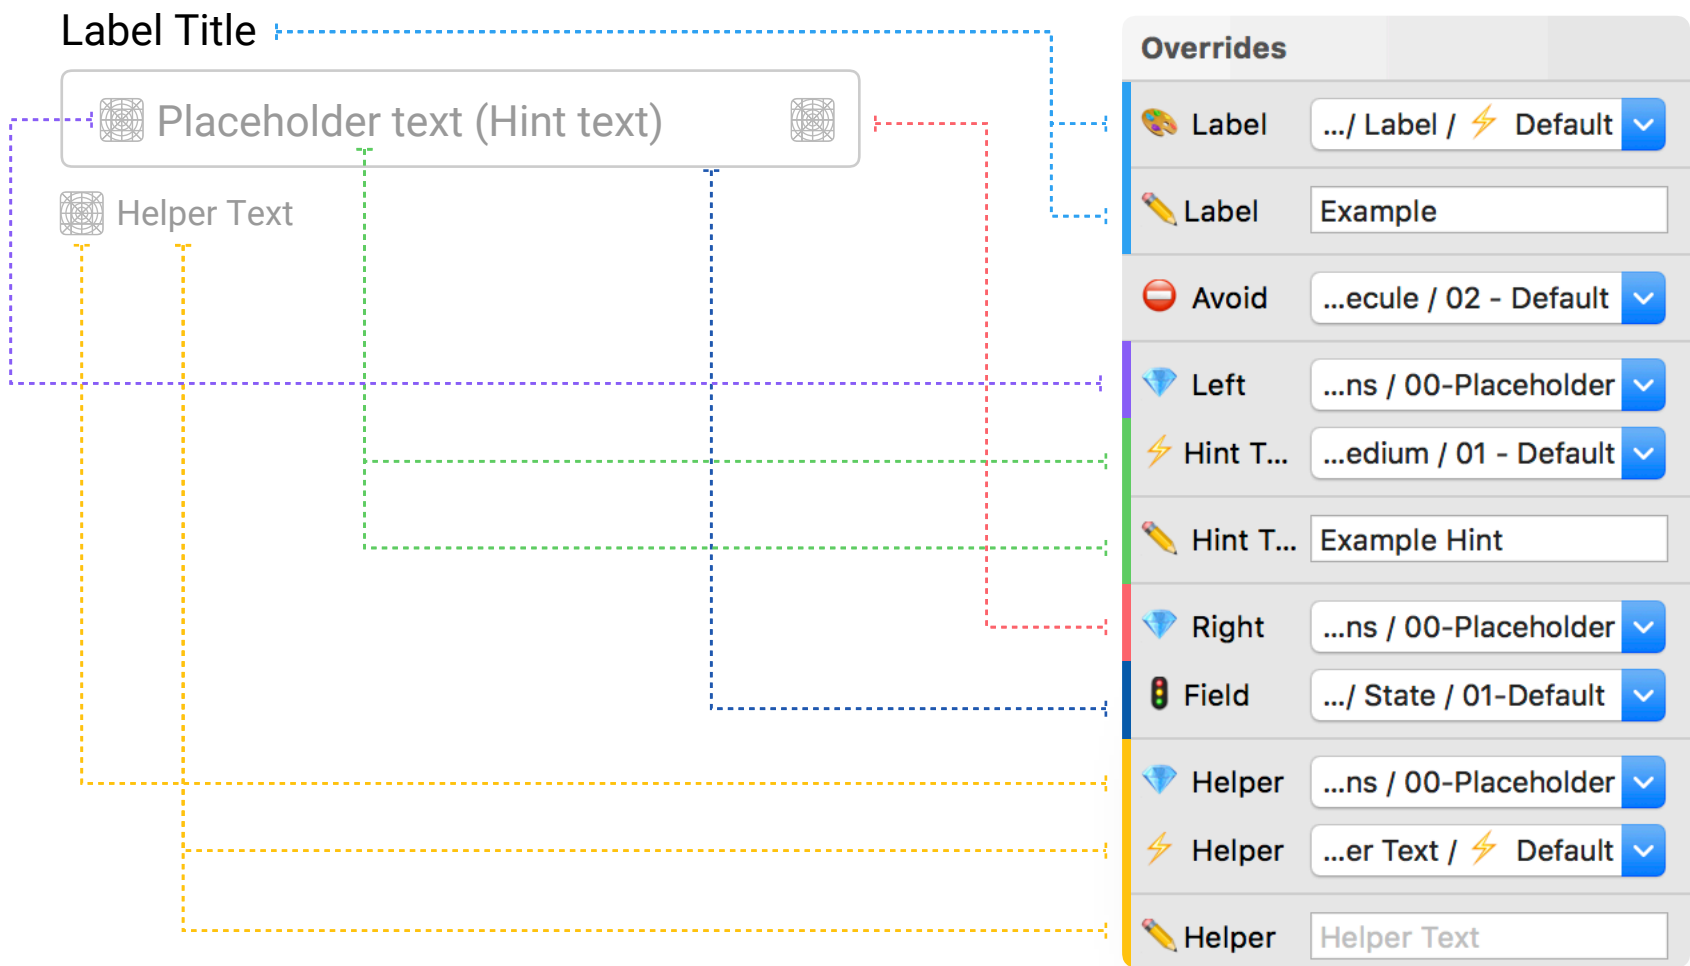 Label Title
Placeholder text (Hint text)
Helper Text
Overrides
Label .../ Label / ⚡ Default
Label Example
Avoid ...ecule / 02 - Default
Left ...ns / 00-Placeholder
Hint T... ...edium / 01 - Default
Hint T... Example Hint
Right ...ns / 00-Placeholder
Field .../ State / 01-Default
Helper ...ns / 00-Placeholder
Helper ...er Text / ⚡ Default
Helper Helper Text